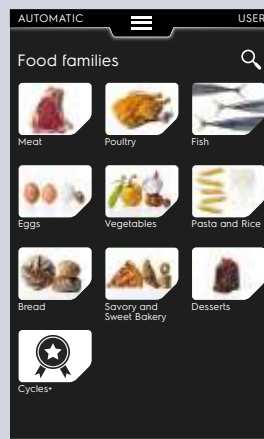 AUTOMATIC
USER
Food families
Meat
Poultry
Fish
Eggs
Vegetables
Pasta and Rice
Bread
Savory and
Sweet Bakery
Desserts
Cycles+